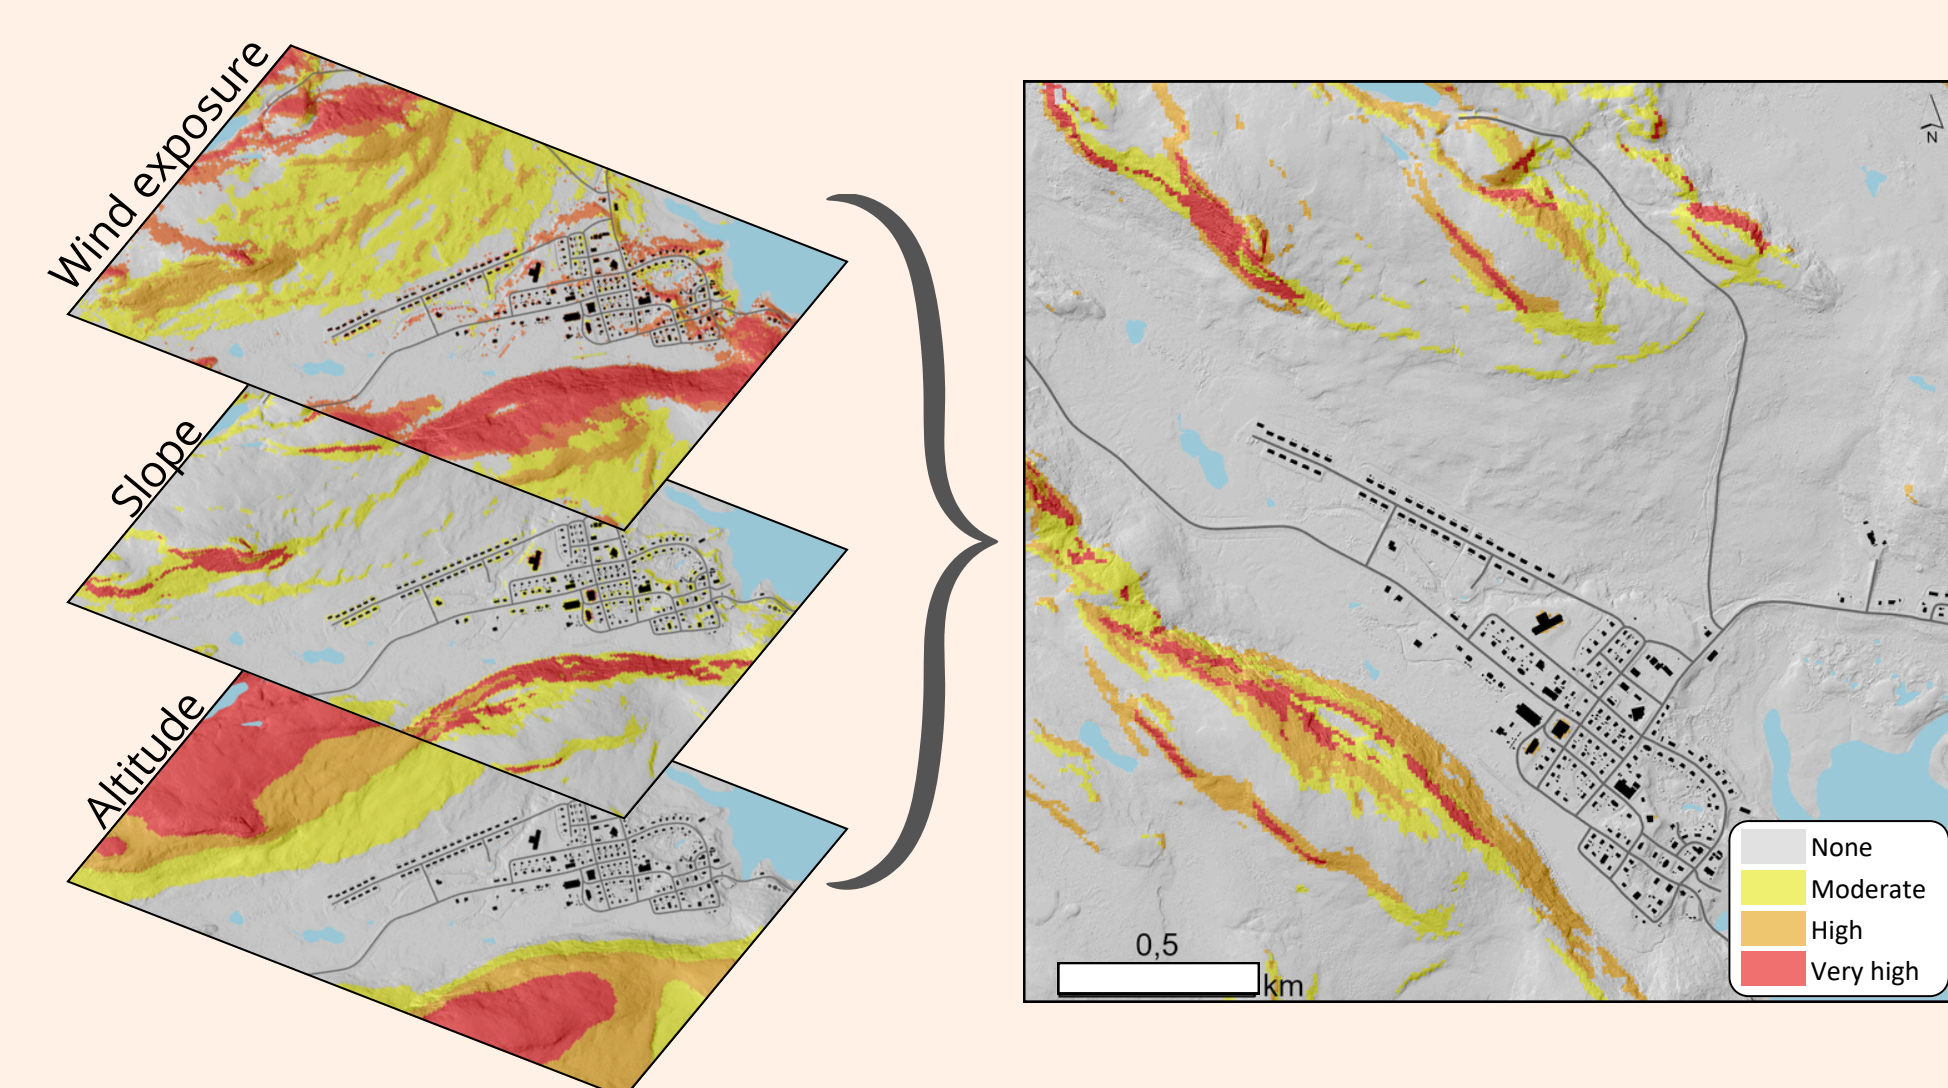 Wind exposure
Slope
Altitude
N
0,5
km
None
Moderate
High
Very high